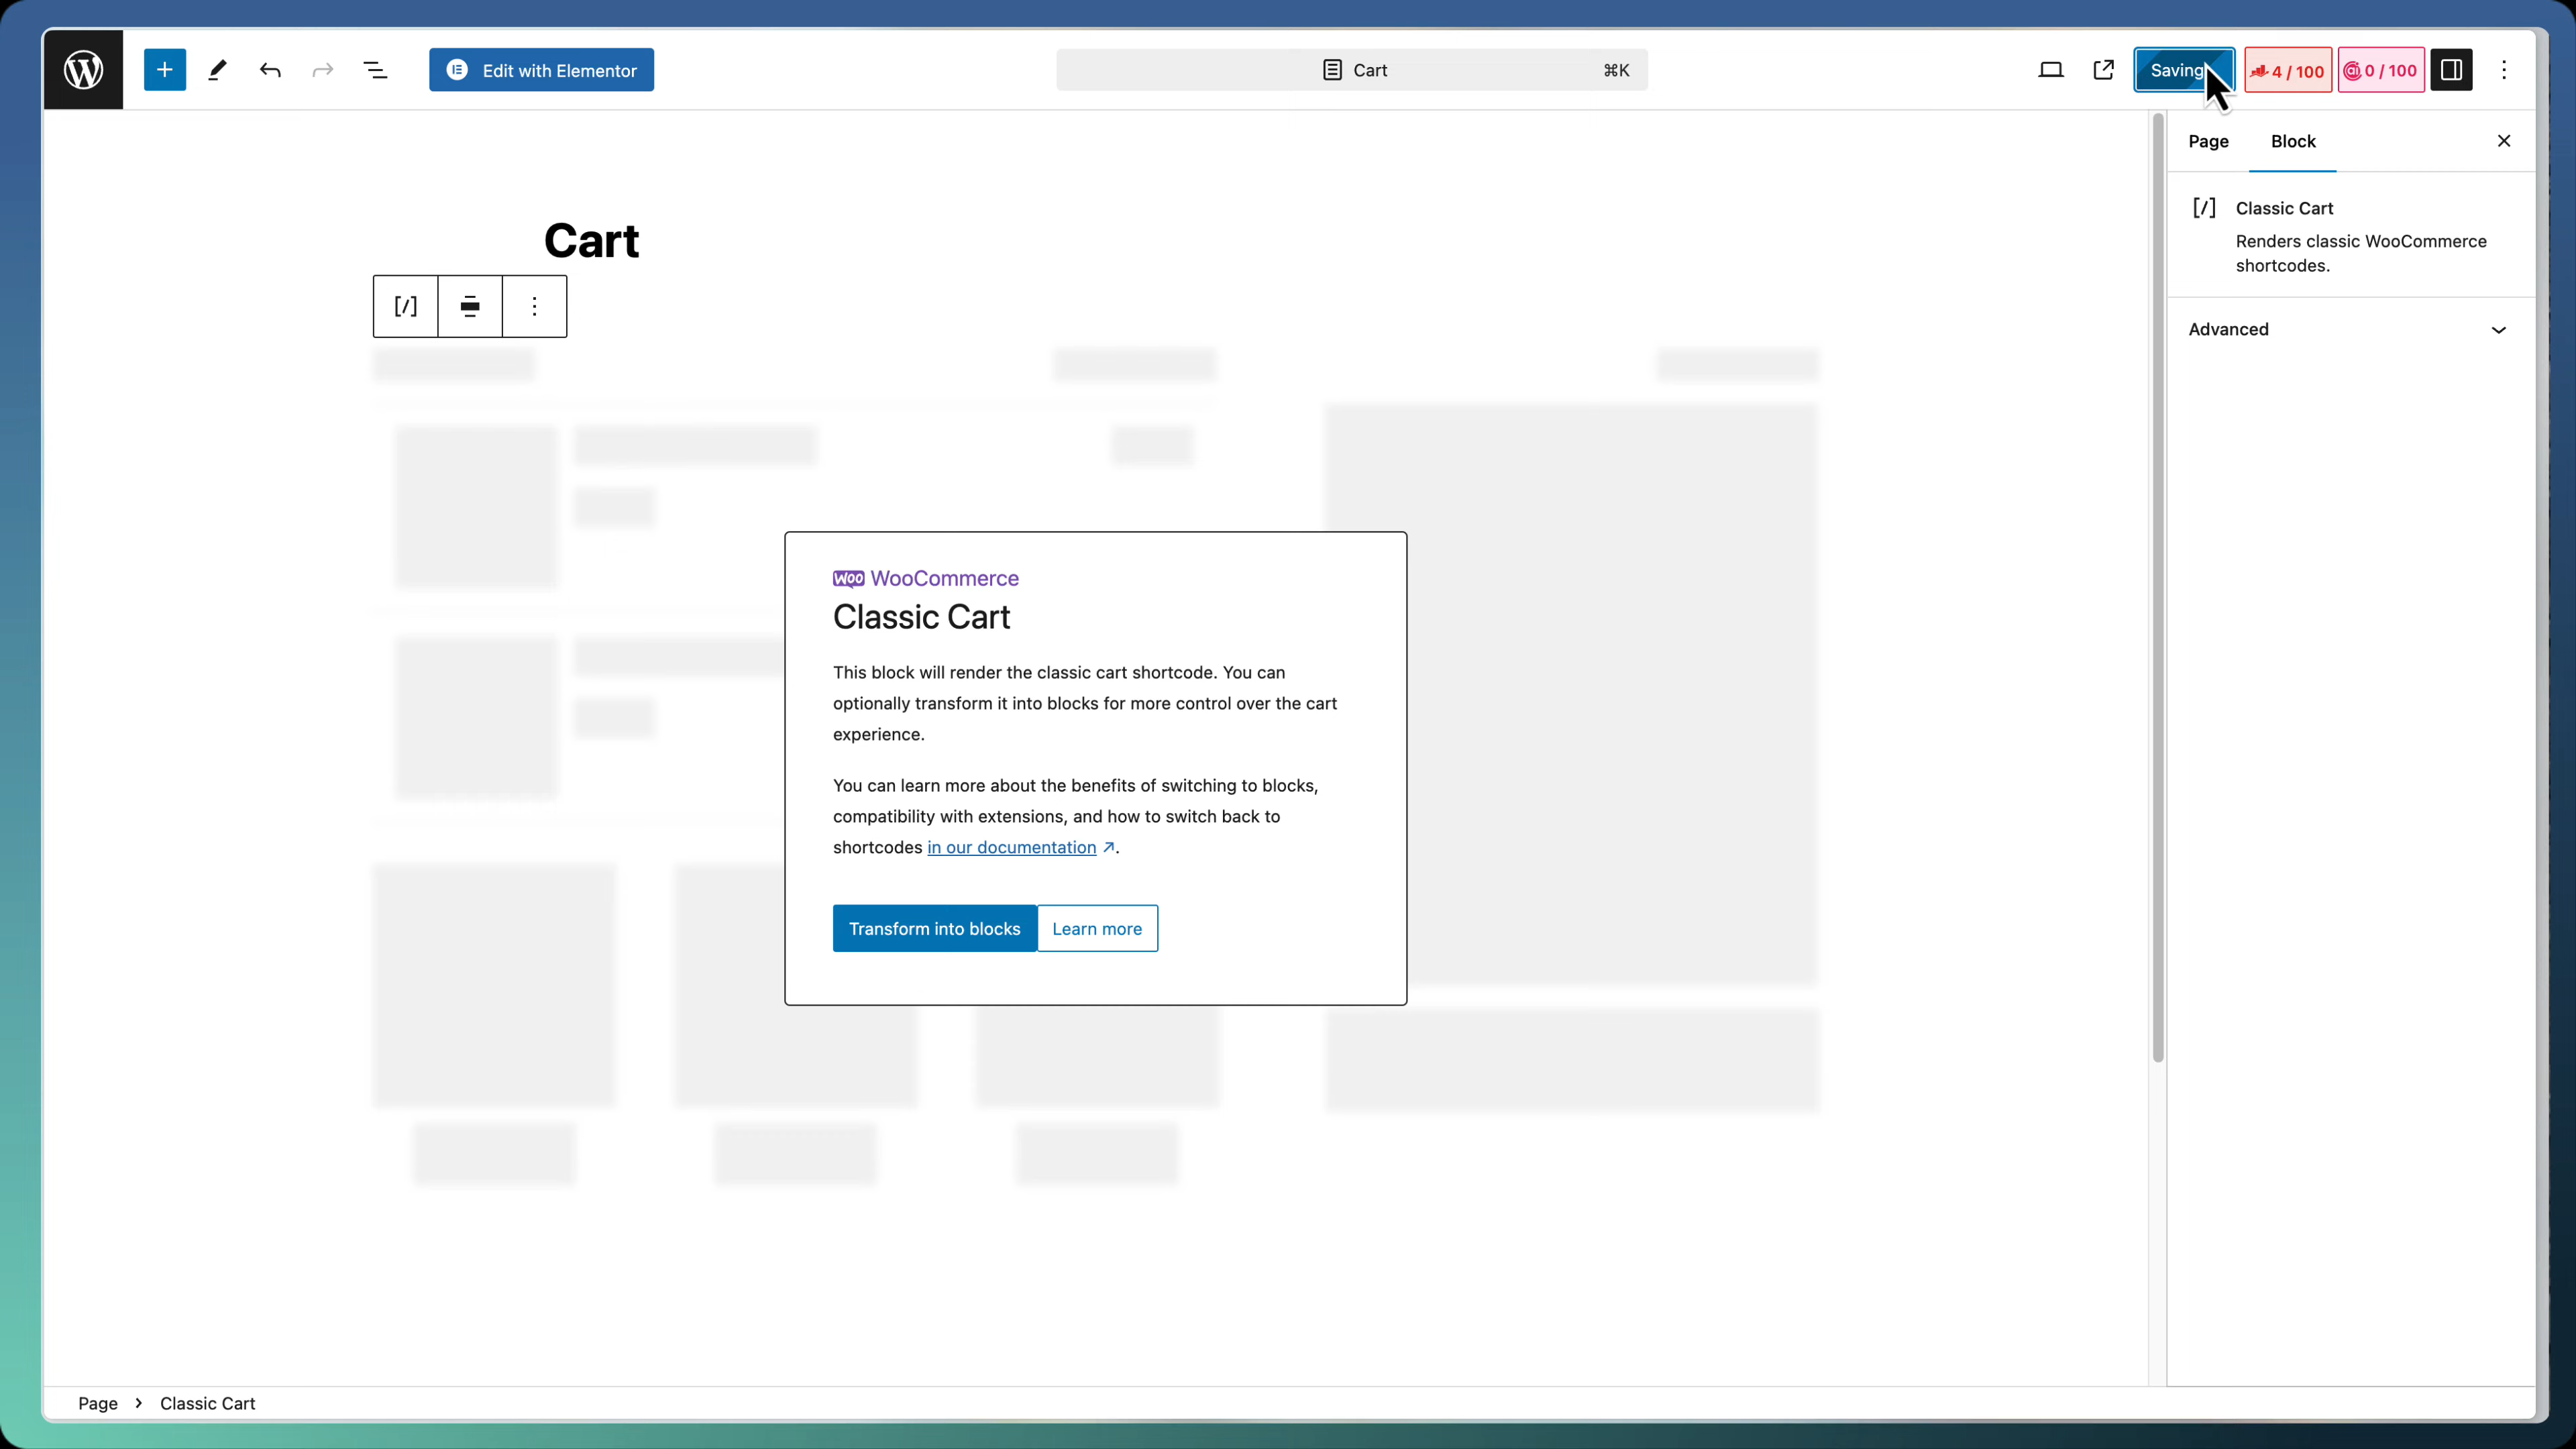 Edit with Elementor
Cart
⌘K
Saving
4 / 100
0 / 100
Page
Block
Classic Cart
Renders classic WooCommerce
shortcodes.
Advanced
Cart
[/]
Woo WooCommerce
Classic Cart
This block will render the classic cart shortcode. You can
optionally transform it into blocks for more control over the cart
experience.
You can learn more about the benefits of switching to blocks,
compatibility with extensions, and how to switch back to
shortcodes in our documentation ↗.
Transform into blocks
Learn more
Page › Classic Cart